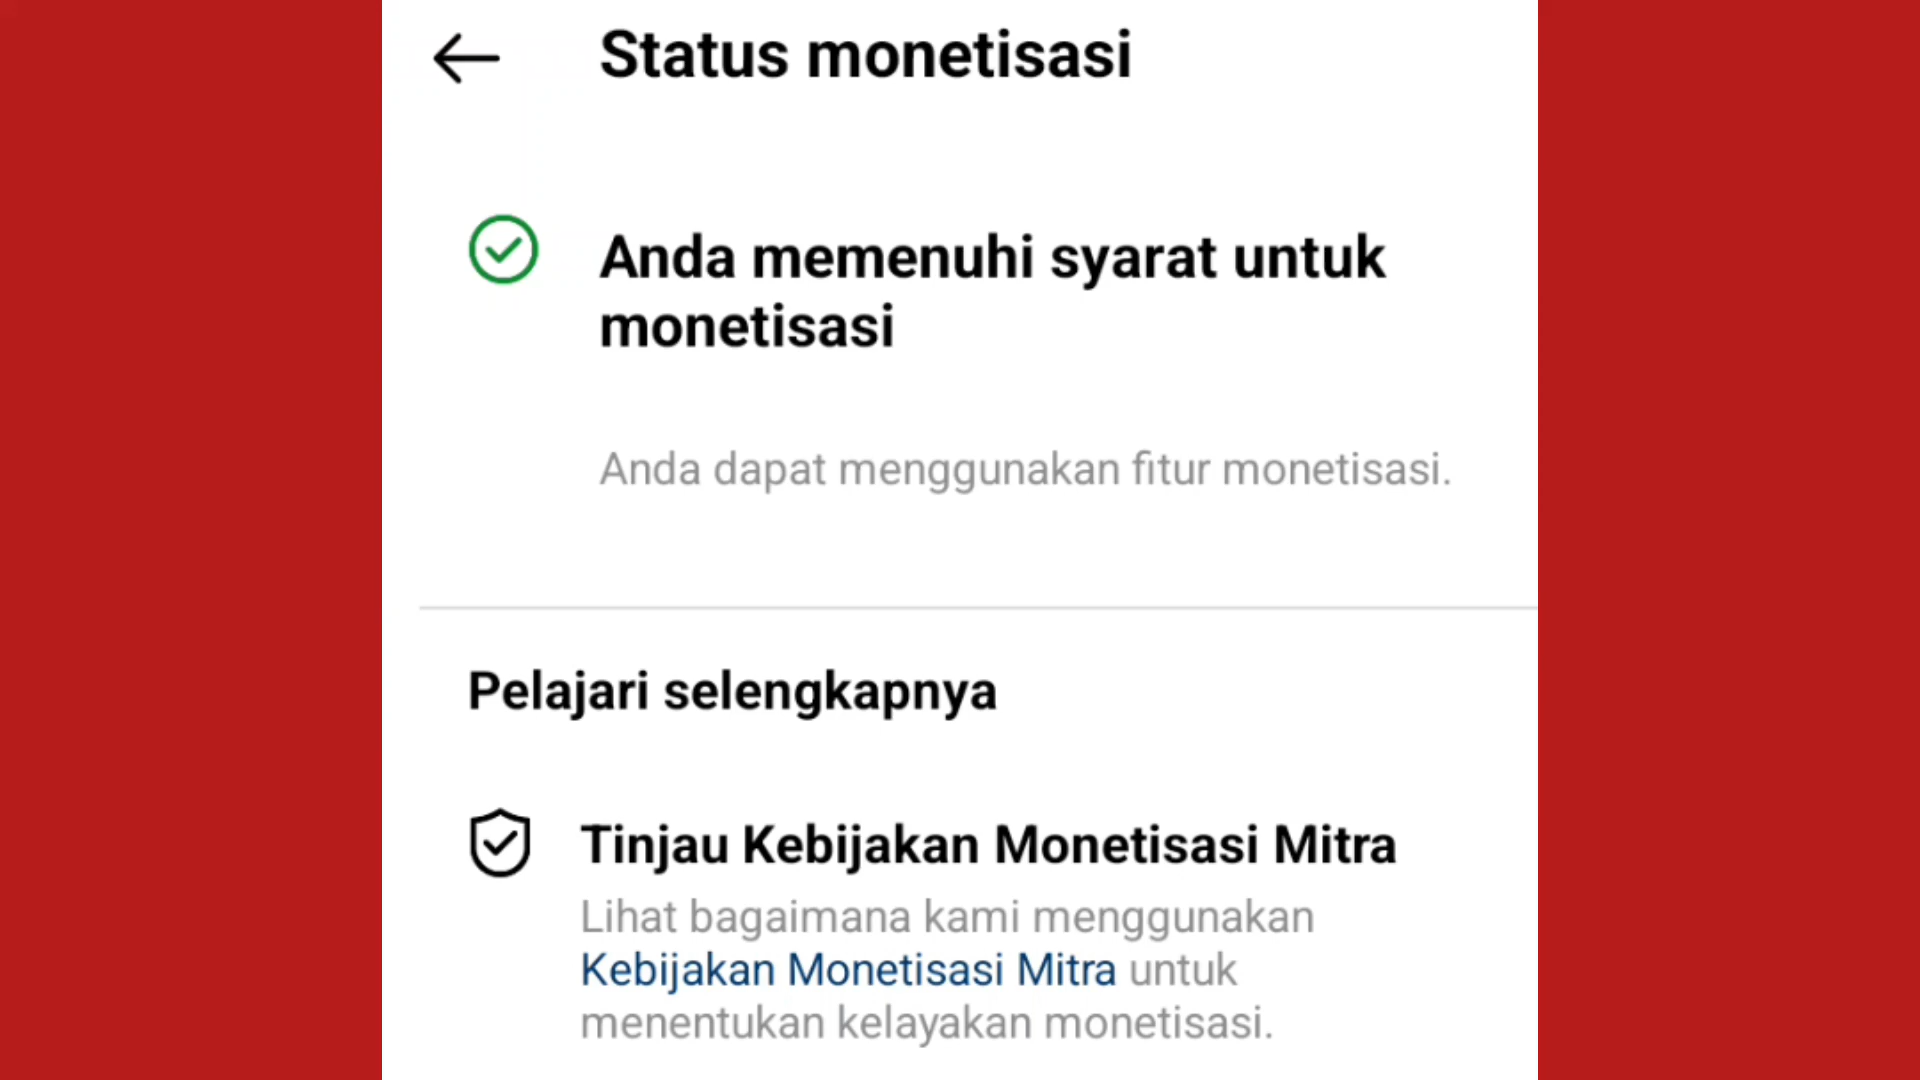 Status monetisasi
Anda memenuhi syarat untuk
monetisasi
Anda dapat menggunakan fitur monetisasi.
Pelajari selengkapnya
Tinjau Kebijakan Monetisasi Mitra
Lihat bagaimana kami menggunakan
Kebijakan Monetisasi Mitra untuk
menentukan kelayakan monetisasi.